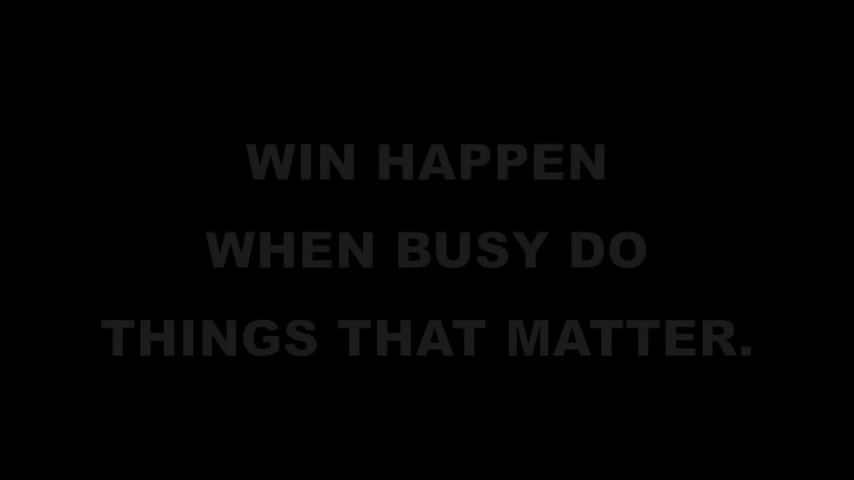 WIN HAPPEN
WHEN BUSY DO
THINGS THAT MATTER.